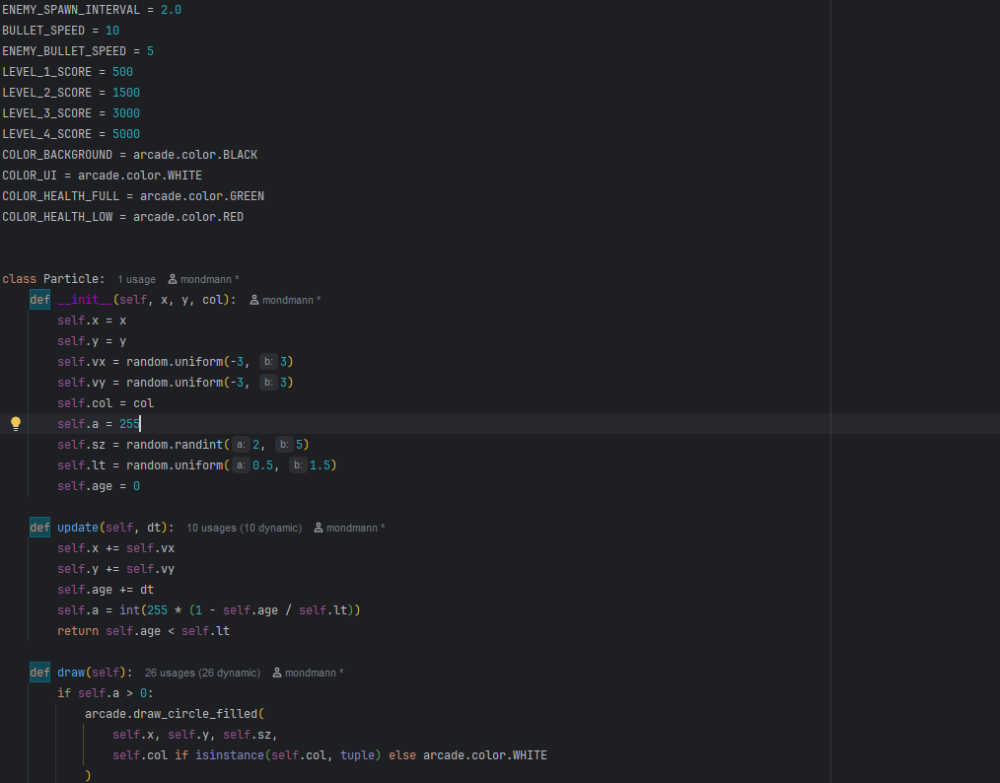 ENEMY_SPAWN_INTERVAL = 2.0
BULLET_SPEED = 10
ENEMY_BULLET_SPEED = 5
LEVEL_1_SCORE = 500
LEVEL_2_SCORE = 1500
LEVEL_3_SCORE = 3000
LEVEL_4_SCORE = 5000
COLOR_BACKGROUND = arcade.color.BLACK
COLOR_UI = arcade.color.WHITE
COLOR_HEALTH_FULL = arcade.color.GREEN
COLOR_HEALTH_LOW = arcade.color.RED
class Particle: 1 usage mondmann *
def __init__(self, x, y, col): mondmann *
self.x = x
self.y = y
self.vx = random.uniform(-3, b: 3)
self.vy = random.uniform(-3, b: 3)
self.col = col
self.a = 255
self.sz = random.randint( a: 2, b: 5)
self.lt = random.uniform( a: 0.5, b: 1.5)
self.age = 0
def update(self, dt): 10 usages (10 dynamic) mondmann *
self.x += self.vx
self.y += self.vy
self.age += dt
self.a = int(255 * (1 - self.age / self.lt))
return self.age < self.lt
def draw(self): 26 usages (26 dynamic) mondmann *
if self.a > 0:
arcade.draw_circle_filled(
self.x, self.y, self.sz,
self.col if isinstance(self.col, tuple) else arcade.color.WHITE
)